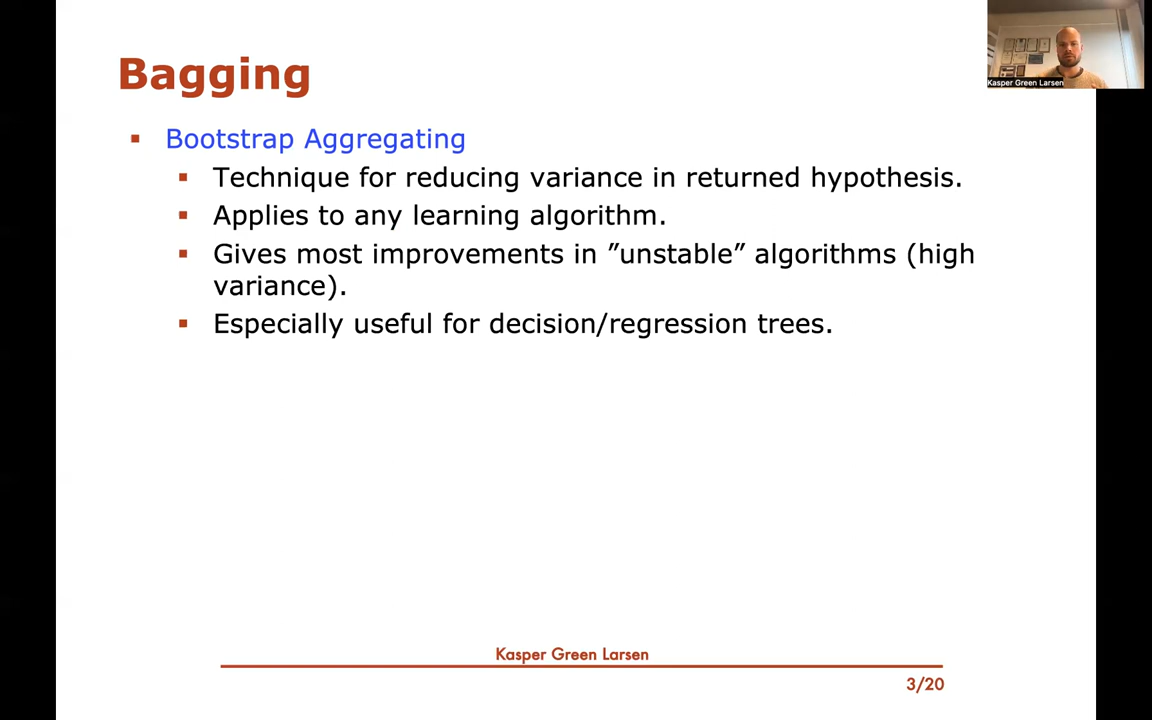 Bagging
Kasper Green Larsen
▪ Bootstrap Aggregating
▪ Technique for reducing variance in returned hypothesis.
▪ Applies to any learning algorithm.
▪ Gives most improvements in ”unstable” algorithms (high
variance).
▪ Especially useful for decision/regression trees.
Kasper Green Larsen
3/20